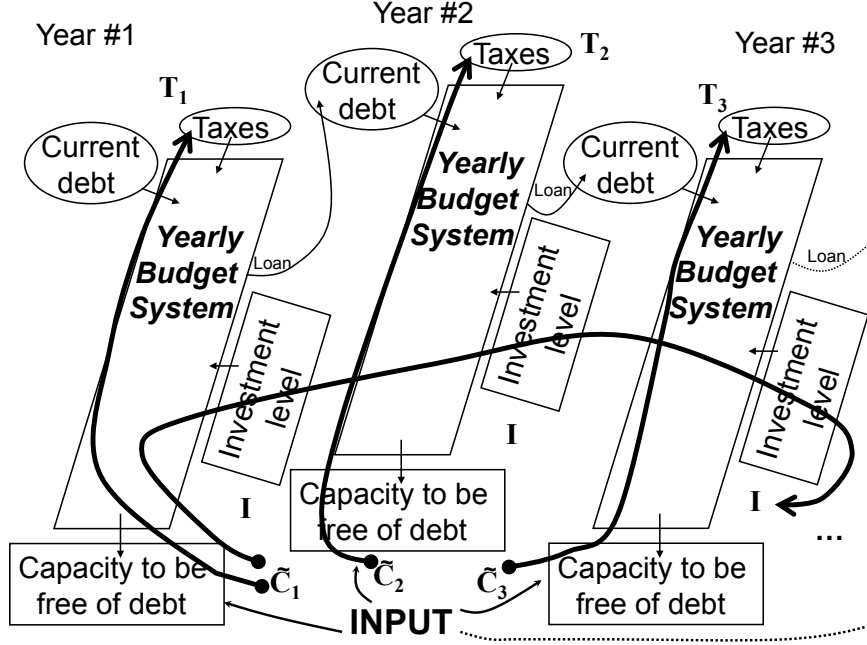 Year #1
Year #2
Year #3
T₁
Taxes
Current
debt
Yearly
Budget
System
Loan
Investment
level
I
Capacity to be
free of debt
C̃₁
T₂
Taxes
Current
debt
Yearly
Budget
System
Loan
Investment
level
I
Capacity to be
free of debt
C̃₂
T₃
Taxes
Current
debt
Yearly
Budget
System
Loan
Investment
level
I
...
Capacity to be
free of debt
C̃₃
INPUT